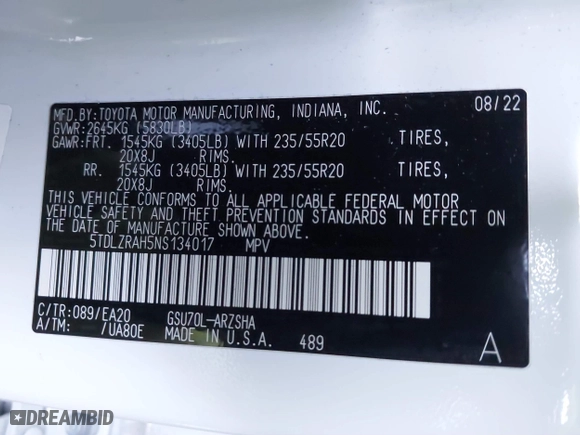 MFD.BY:TOYOTA MOTOR MANUFACTURING, INDIANA, INC. 08/22
GVWR:2645KG (5830LB)
GAWR:FRT. 1545KG (3405LB) WITH 235/55R20 TIRES,
20X8J RIMS.
RR. 1545KG (3405LB) WITH 235/55R20 TIRES,
20X8J RIMS.
THIS VEHICLE CONFORMS TO ALL APPLICABLE FEDERAL MOTOR
VEHICLE SAFETY AND THEFT PREVENTION STANDARDS IN EFFECT ON
THE DATE OF MANUFACTURE SHOWN ABOVE.
5TDLZRAH5NS134017 MPV
C/TR:089/EA20 GSU70L-ARZSHA
A/TM: /UA80E MADE IN U.S.A. 489 A
DREAMBID